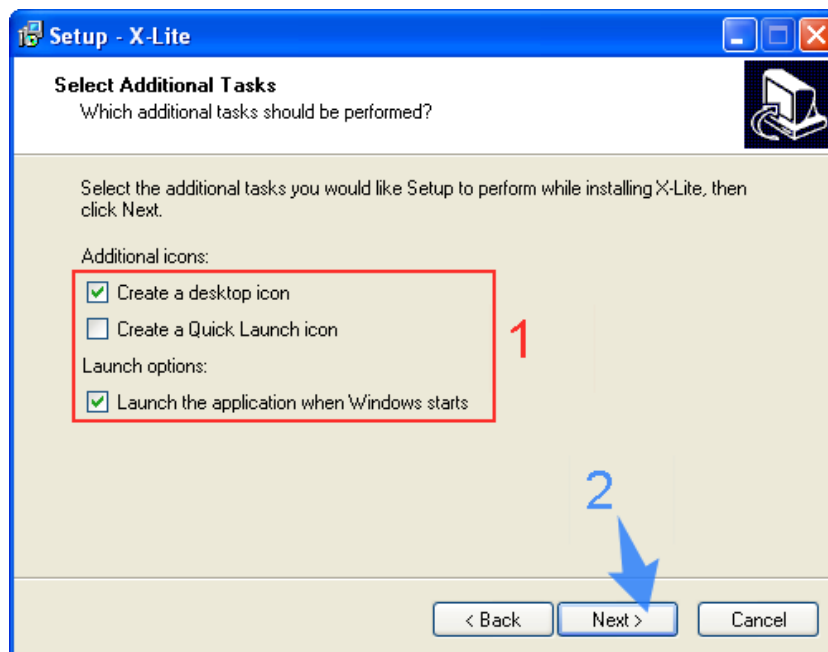 Setup - X-Lite
Select Additional Tasks
Which additional tasks should be performed?
Select the additional tasks you would like Setup to perform while installing X-Lite, then
click Next.
Additional icons:
Create a desktop icon
Create a Quick Launch icon
1
Launch options:
Launch the application when Windows starts
2
< Back
Next >
Cancel